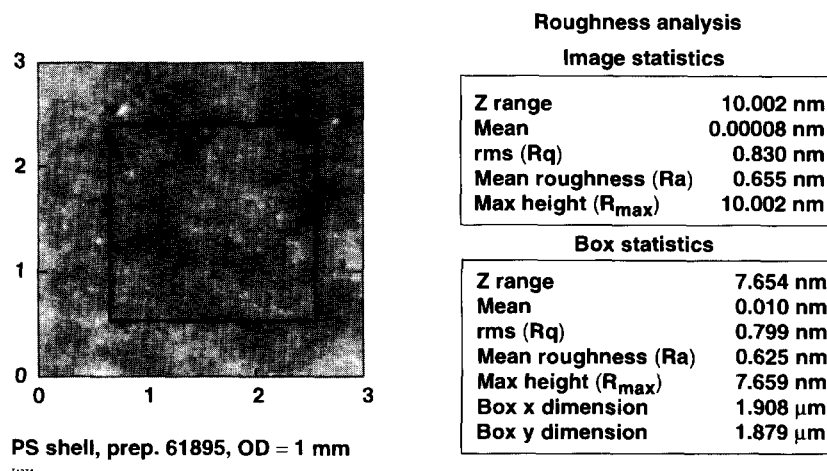 3
2
1
0
0 1 2 3
PS shell, prep. 61895, OD = 1 mm
Roughness analysis
Image statistics
Z range 10.002 nm
Mean 0.00008 nm
rms (Rq) 0.830 nm
Mean roughness (Ra) 0.655 nm
Max height (Rmax) 10.002 nm
Box statistics
Z range 7.654 nm
Mean 0.010 nm
rms (Rq) 0.799 nm
Mean roughness (Ra) 0.625 nm
Max height (Rmax) 7.659 nm
Box x dimension 1.908 μm
Box y dimension 1.879 μm